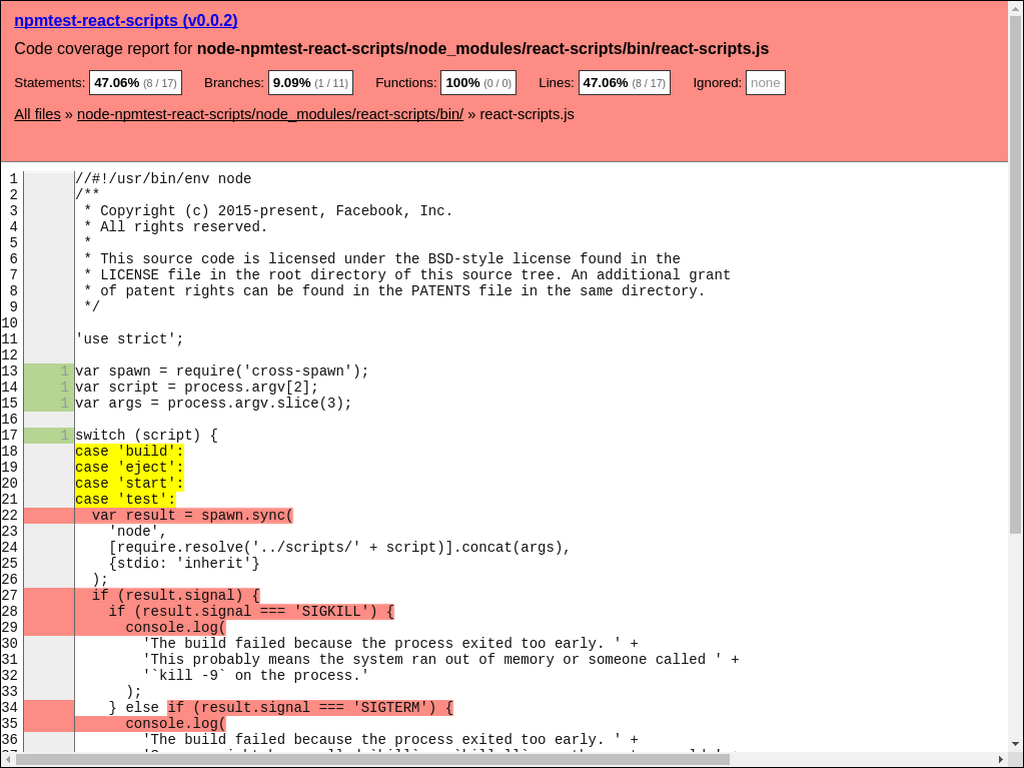 npmtest-react-scripts (v0.0.2)
Code coverage report for node-npmtest-react-scripts/node_modules/react-scripts/bin/react-scripts.js
Statements: 47.06% (8 / 17) Branches: 9.09% (1 / 11) Functions: 100% (0 / 0) Lines: 47.06% (8 / 17) Ignored: none
All files » node-npmtest-react-scripts/node_modules/react-scripts/bin/ » react-scripts.js
1 //#!/usr/bin/env node
2 /**
3 * Copyright (c) 2015-present, Facebook, Inc.
4 * All rights reserved.
5 *
6 * This source code is licensed under the BSD-style license found in the
7 * LICENSE file in the root directory of this source tree. An additional grant
8 * of patent rights can be found in the PATENTS file in the same directory.
9 */
10
11 'use strict';
12
13 1 var spawn = require('cross-spawn');
14 1 var script = process.argv[2];
15 1 var args = process.argv.slice(3);
16
17 1 switch (script) {
18 case 'build':
19 case 'eject':
20 case 'start':
21 case 'test':
22 var result = spawn.sync(
23 'node',
24 [require.resolve('../scripts/' + script)].concat(args),
25 {stdio: 'inherit'}
26 );
27 if (result.signal) {
28 if (result.signal === 'SIGKILL') {
29 console.log(
30 'The build failed because the process exited too early. ' +
31 'This probably means the system ran out of memory or someone called ' +
32 '`kill -9` on the process.'
33 );
34 } else if (result.signal === 'SIGTERM') {
35 console.log(
36 'The build failed because the process exited too early. ' +